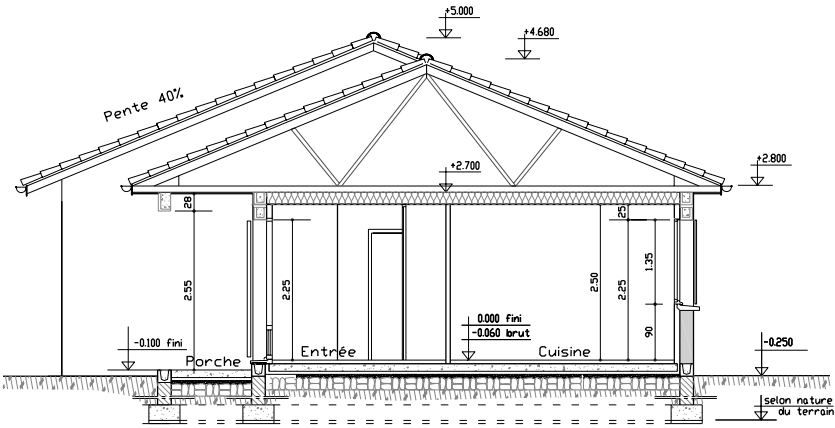 +5.000
+4.680
Pente 40%
+2.700
+2.800
28
25
2.55
2.25
2.50
2.25
1.35
90
0.000 fini
-0.060 brut
-0.100 fini
-0.250
Porche
Entrée
Cuisine
selon nature
du terrain